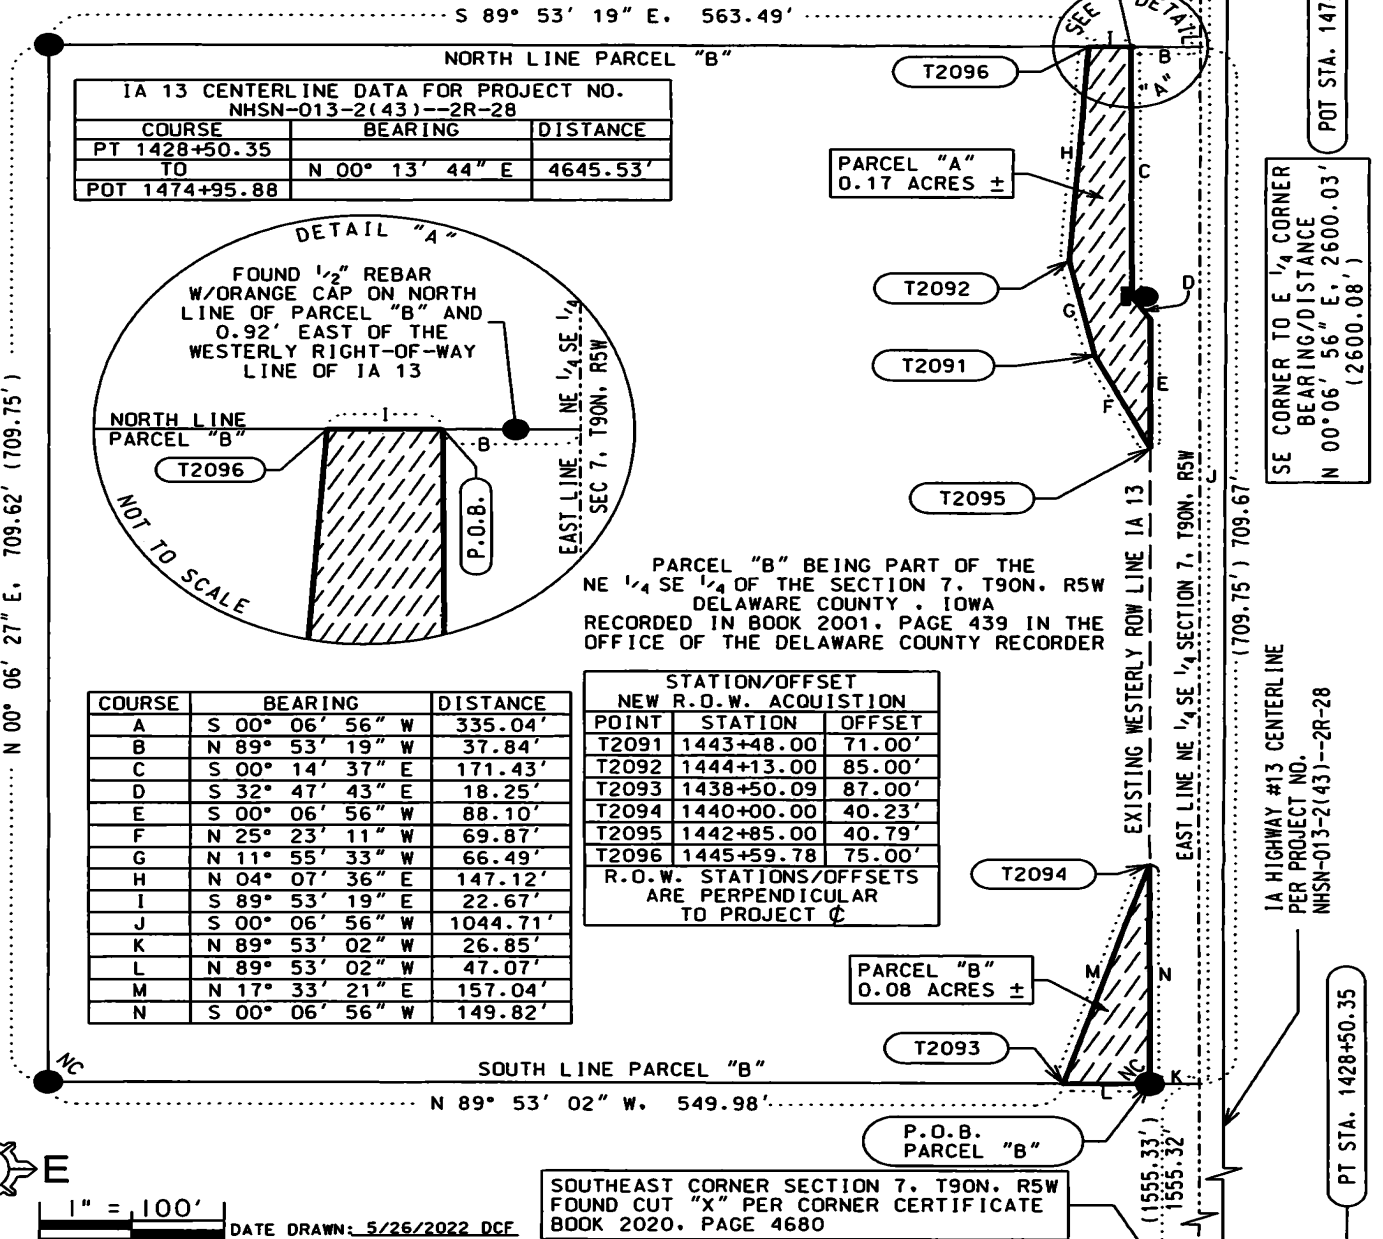 S 89° 53' 19" E. 563.49'
NORTH LINE PARCEL "B"
SEE DETAIL "A"
IA 13 CENTERLINE DATA FOR PROJECT NO.
NHSN-013-2(43)--2R-28
COURSE BEARING DISTANCE
PT 1428+50.35
TO N 00° 13' 44" E 4645.53'
POT 1474+95.88
T2096
I
B
H
C
PARCEL "A"
0.17 ACRES ±
T2092
D
G
T2091
E
F
T2095
DETAIL "A"
FOUND 1/2" REBAR
W/ORANGE CAP ON NORTH
LINE OF PARCEL "B" AND
0.92' EAST OF THE
WESTERLY RIGHT-OF-WAY
LINE OF IA 13
NORTH LINE
PARCEL "B"
I
B
T2096
P.O.B.
EAST LINE NE 1/4 SE 1/4
SEC 7. T90N. R5W
NOT TO SCALE
N 00° 06' 27" E. 709.62' (709.75')
PARCEL "B" BEING PART OF THE
NE 1/4 SE 1/4 OF THE SECTION 7. T90N. R5W
DELAWARE COUNTY . IOWA
RECORDED IN BOOK 2001. PAGE 439 IN THE
OFFICE OF THE DELAWARE COUNTY RECORDER
COURSE BEARING DISTANCE
A S 00° 06' 56" W 335.04'
B N 89° 53' 19" W 37.84'
C S 00° 14' 37" E 171.43'
D S 32° 47' 43" E 18.25'
E S 00° 06' 56" W 88.10'
F N 25° 23' 11" W 69.87'
G N 11° 55' 33" W 66.49'
H N 04° 07' 36" E 147.12'
I S 89° 53' 19" E 22.67'
J S 00° 06' 56" W 1044.71'
K N 89° 53' 02" W 26.85'
L N 89° 53' 02" W 47.07'
M N 17° 33' 21" E 157.04'
N S 00° 06' 56" W 149.82'
STATION/OFFSET
NEW R.O.W. ACQUISTION
POINT STATION OFFSET
T2091 1443+48.00 71.00'
T2092 1444+13.00 85.00'
T2093 1438+50.09 87.00'
T2094 1440+00.00 40.23'
T2095 1442+85.00 40.79'
T2096 1445+59.78 75.00'
R.O.W. STATIONS/OFFSETS
ARE PERPENDICULAR
TO PROJECT ℄
EXISTING WESTERLY ROW LINE IA 13
EAST LINE NE 1/4 SE 1/4 SECTION 7. T90N. R5W
J
(709.75') 709.67'
POT STA. 147
SE CORNER TO E 1/4 CORNER
BEARING/DISTANCE
N 00°06' 56" E, 2600.03'
(2600.08')
IA HIGHWAY #13 CENTERLINE
PER PROJECT NO.
NHSN-013-2(43)--2R-28
PT STA. 1428+50.35
T2094
PARCEL "B"
0.08 ACRES ±
M
N
T2093
NC
NC
K
L
SOUTH LINE PARCEL "B"
N 89° 53' 02" W. 549.98'
P.O.B.
PARCEL "B"
(1555.33')
1555.32"
E
1" = 100'
DATE DRAWN: 5/26/2022 DCF
SOUTHEAST CORNER SECTION 7. T90N. R5W
FOUND CUT "X" PER CORNER CERTIFICATE
BOOK 2020. PAGE 4680